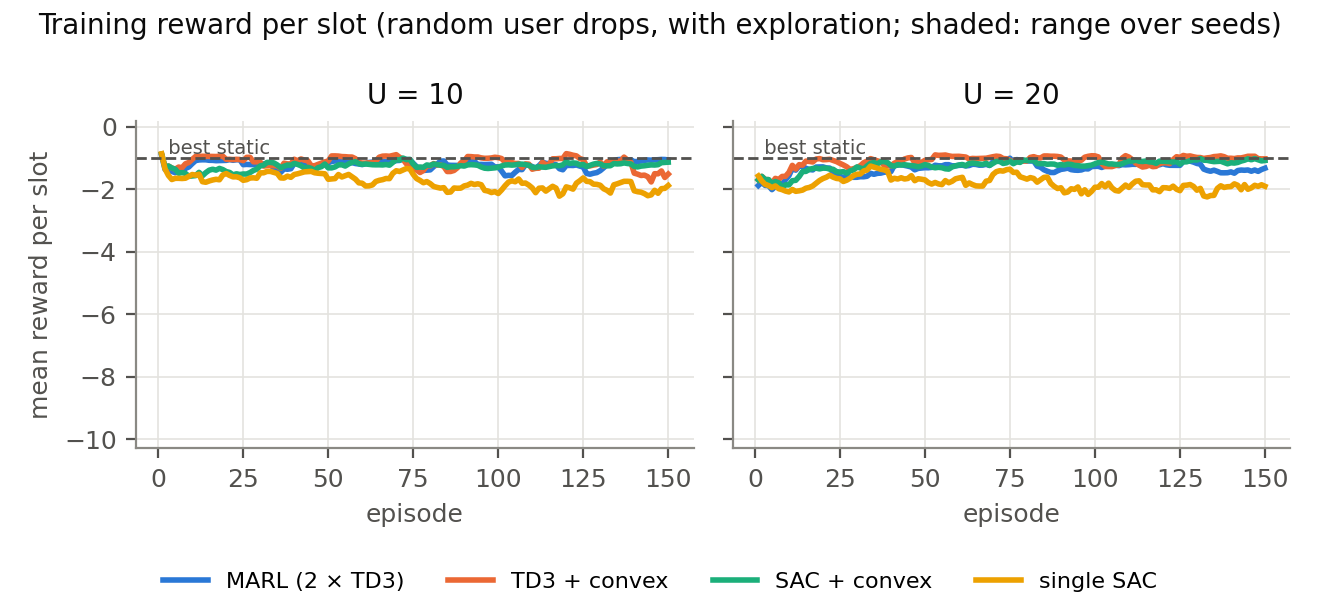 Training reward per slot (random user drops, with exploration; shaded: range over seeds)
U = 10
U = 20
mean reward per slot
0
−2
−4
−6
−8
−10
best static
best static
0 25 50 75 100 125 150
0 25 50 75 100 125 150
episode
episode
MARL (2 × TD3) TD3 + convex SAC + convex single SAC